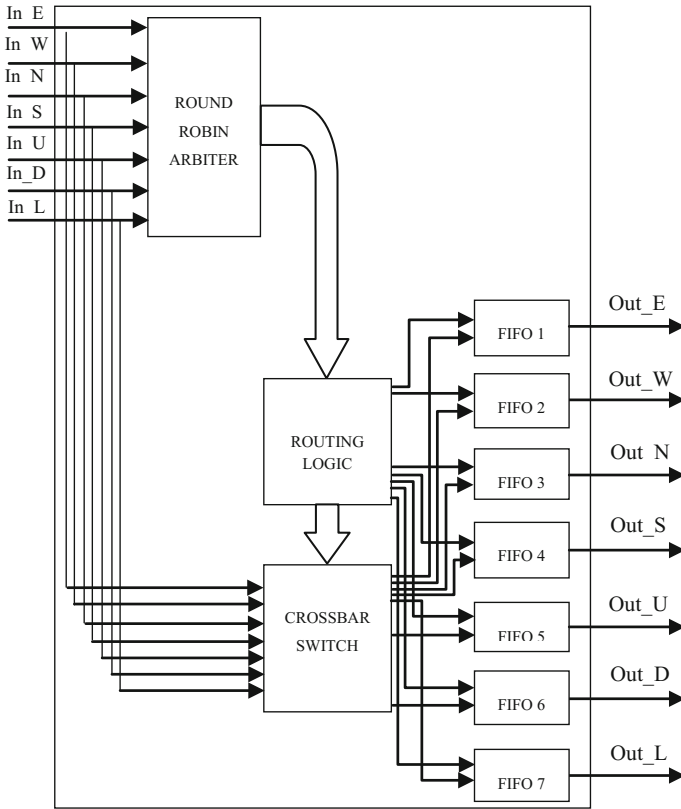 In E
In W
In N
In S
In U
In_D
In L
ROUND
ROBIN
ARBITER
ROUTING
LOGIC
CROSSBAR
SWITCH
FIFO 1
FIFO 2
FIFO 3
FIFO 4
FIFO 5
FIFO 6
FIFO 7
Out_E
Out_W
Out N
Out_S
Out_U
Out_D
Out_L